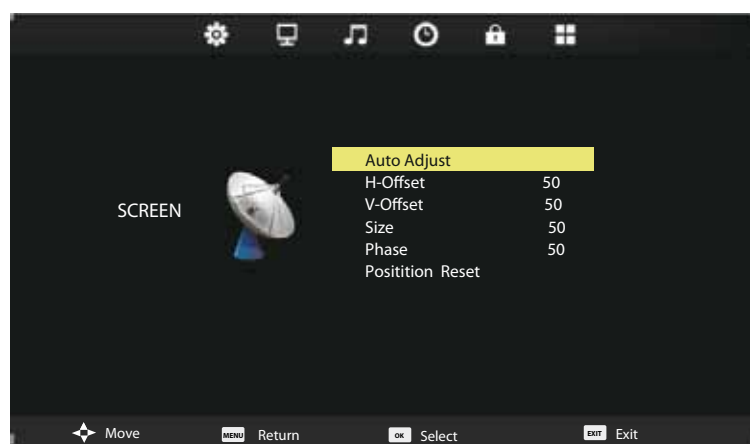 Auto Adjust
H-Offset 50
V-Offset 50
SCREEN
Size 50
Phase 50
Positition Reset
Move MENU Return OK Select EXIT Exit